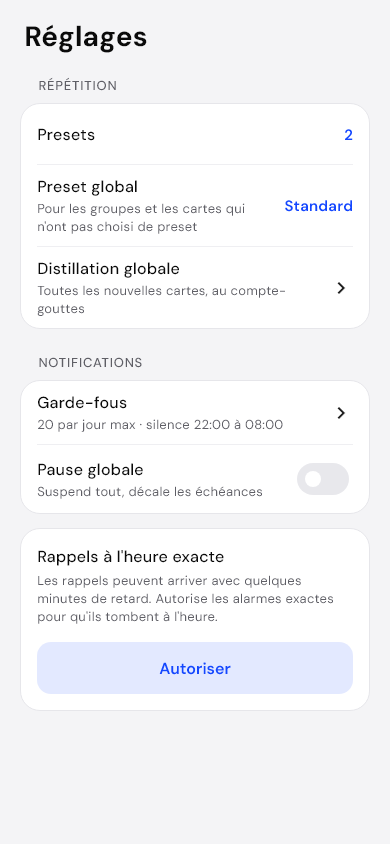 Réglages
RÉPÉTITION
Presets
2
Preset global
Pour les groupes et les cartes qui
n'ont pas choisi de preset
Standard
Distillation globale
Toutes les nouvelles cartes, au compte-
gouttes
NOTIFICATIONS
Garde-fous
20 par jour max · silence 22:00 à 08:00
Pause globale
Suspend tout, décale les échéances
Rappels à l'heure exacte
Les rappels peuvent arriver avec quelques
minutes de retard. Autorise les alarmes exactes
pour qu'ils tombent à l'heure.
Autoriser